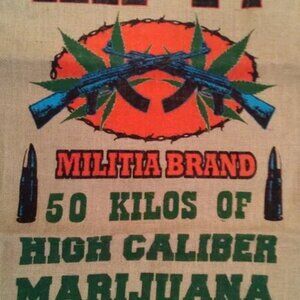 MILITIA BRAND
50 KILOS OF
HIGH CALIBER
MARIJUANA